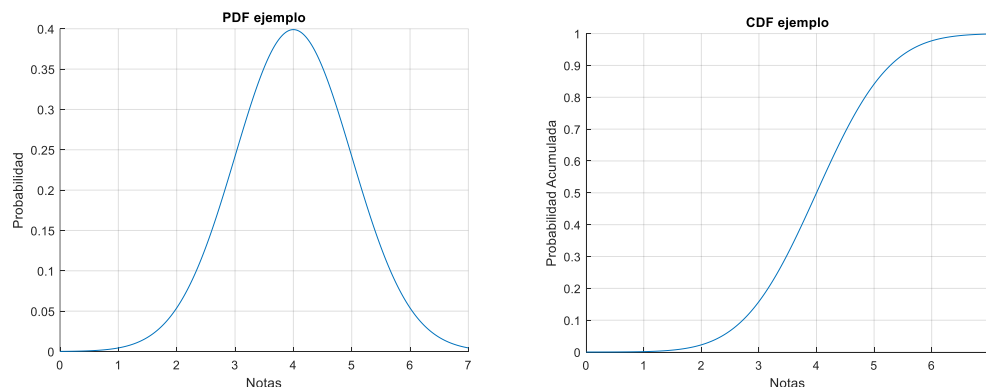 PDF ejemplo
0.4
0.35
0.3
0.25
0.2
0.15
0.1
0.05
0
Probabilidad
0 1 2 3 4 5 6 7
Notas
CDF ejemplo
1
0.9
0.8
0.7
0.6
0.5
0.4
0.3
0.2
0.1
0
Probabilidad Acumulada
0 1 2 3 4 5 6
Notas